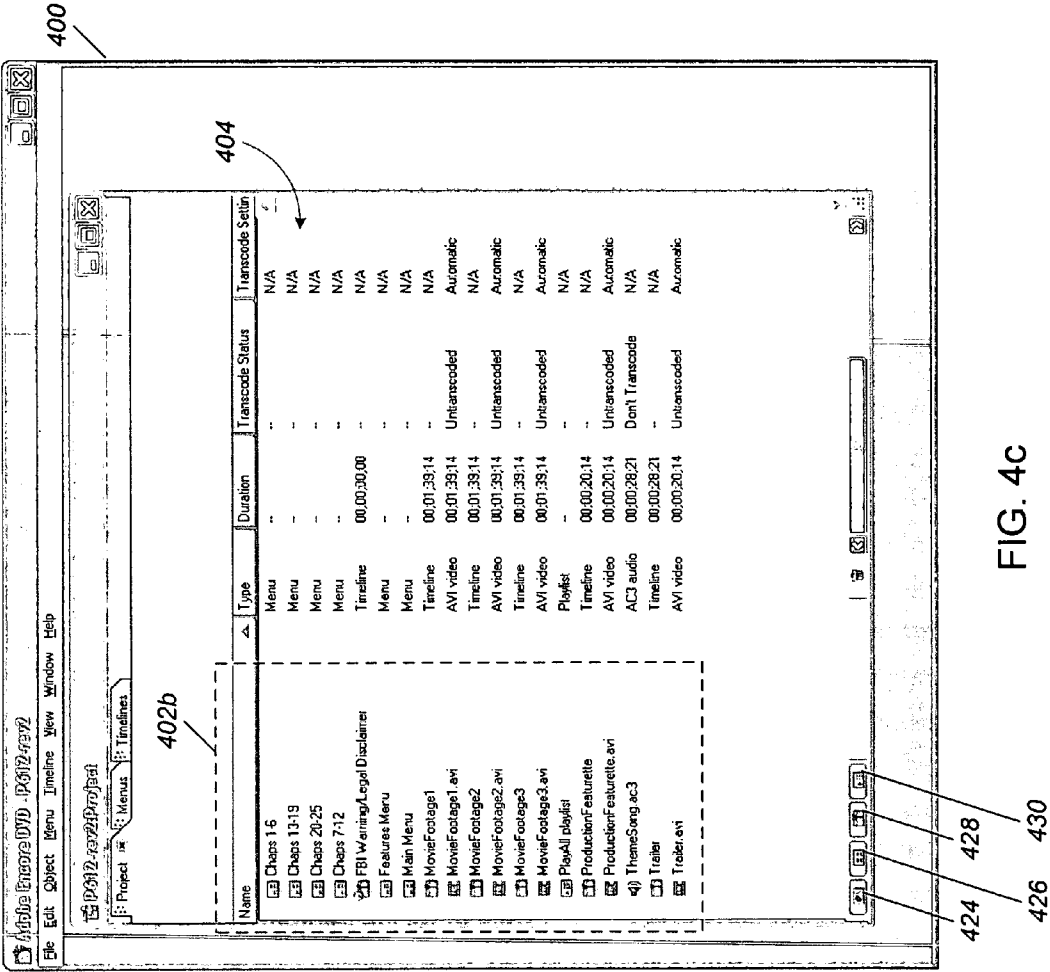 400
Adobe Encore DVD - P612-rev2
File Edit Object Menu Timeline View Window Help
P612-rev2:Project
Project Menus Timelines
402b
404
Name Type Duration Transcode Status Transcode Settin
Chaps 1-6 Menu -- -- N/A
Chaps 13-19 Menu -- -- N/A
Chaps 20-25 Menu -- -- N/A
Chaps 7-12 Menu -- -- N/A
FBI Warning/Legal Disclaimer Timeline 00;00;00;00 -- N/A
Features Menu Menu -- -- N/A
Main Menu Menu -- -- N/A
MovieFootage1 Timeline 00;01;39;14 -- N/A
MovieFootage1.avi AVI video 00;01;39;14 Untranscoded Automatic
MovieFootage2 Timeline 00;01;39;14 -- N/A
MovieFootage2.avi AVI video 00;01;39;14 Untranscoded Automatic
MovieFootage3 Timeline 00;01;39;14 -- N/A
MovieFootage3.avi AVI video 00;01;39;14 Untranscoded Automatic
PlayAll playlist Playlist -- -- N/A
ProductionFeaturette Timeline 00;00;20;14 -- N/A
ProductionFeaturette.avi AVI video 00;00;20;14 Untranscoded Automatic
ThemeSong.ac3 AC3 audio 00;00;28;21 Don't Transcode N/A
Trailer Timeline 00;00;28;21 -- N/A
Trailer.avi AVI video 00;00;20;14 Untranscoded Automatic
424
426
428
430
FIG. 4c